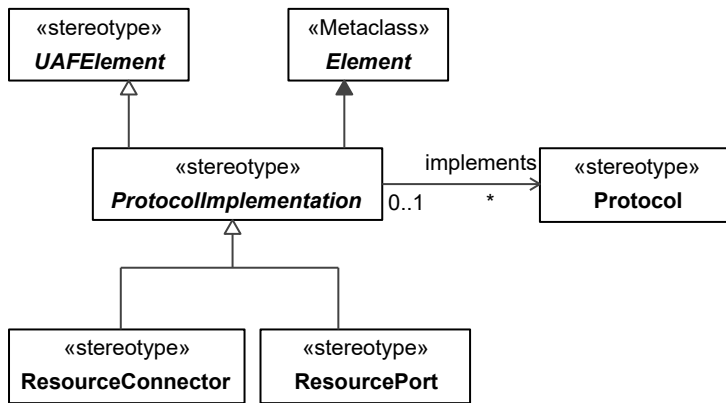 «stereotype»
UAFElement
«Metaclass»
Element
«stereotype»
ProtocolImplementation
implements
0..1
*
«stereotype»
Protocol
«stereotype»
ResourceConnector
«stereotype»
ResourcePort